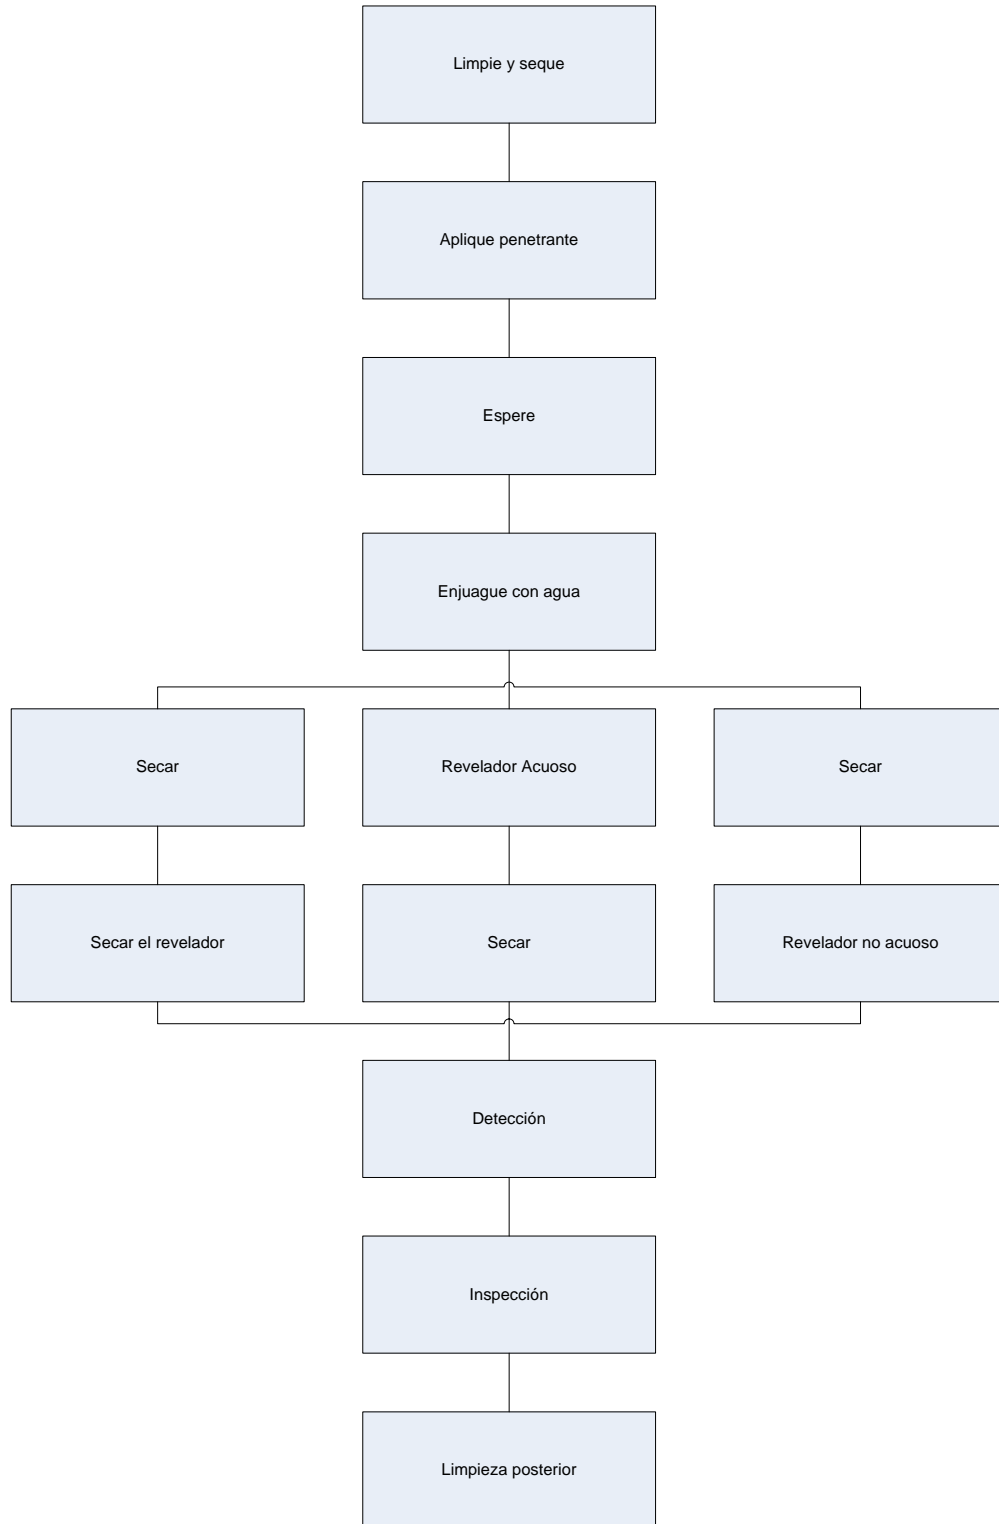 Limpie y seque
Aplique penetrante
Espere
Enjuague con agua
Secar
Revelador Acuoso
Secar
Secar el revelador
Secar
Revelador no acuoso
Detección
Inspección
Limpieza posterior